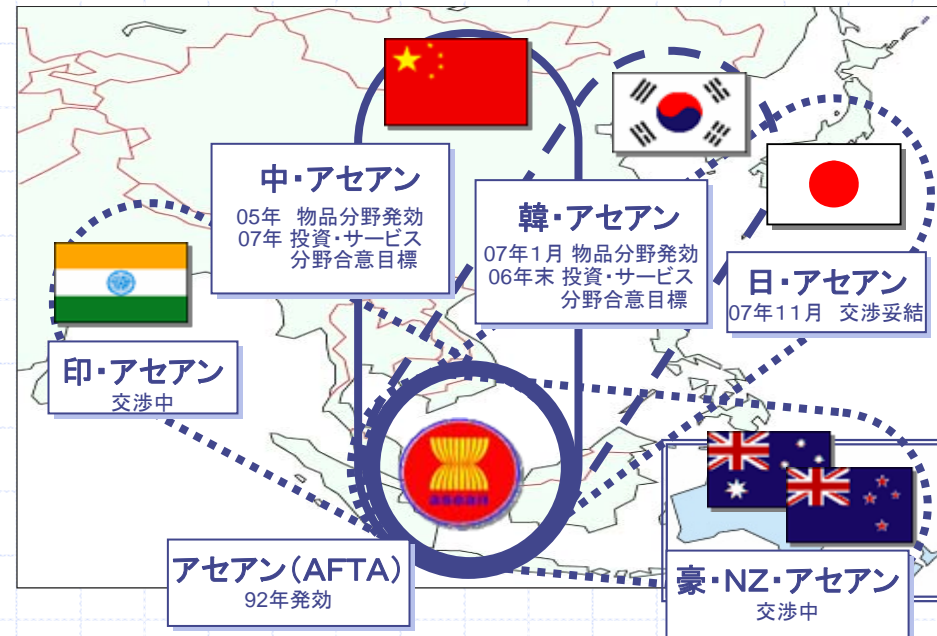 中・アセアン
05年 物品分野発効
07年 投資・サービス
分野合意目標
韓・アセアン
07年1月 物品分野発効
06年末 投資・サービス
分野合意目標
日・アセアン
07年11月 交渉妥結
印・アセアン
交渉中
asean
アセアン(AFTA)
92年発効
豪・NZ・アセアン
交渉中